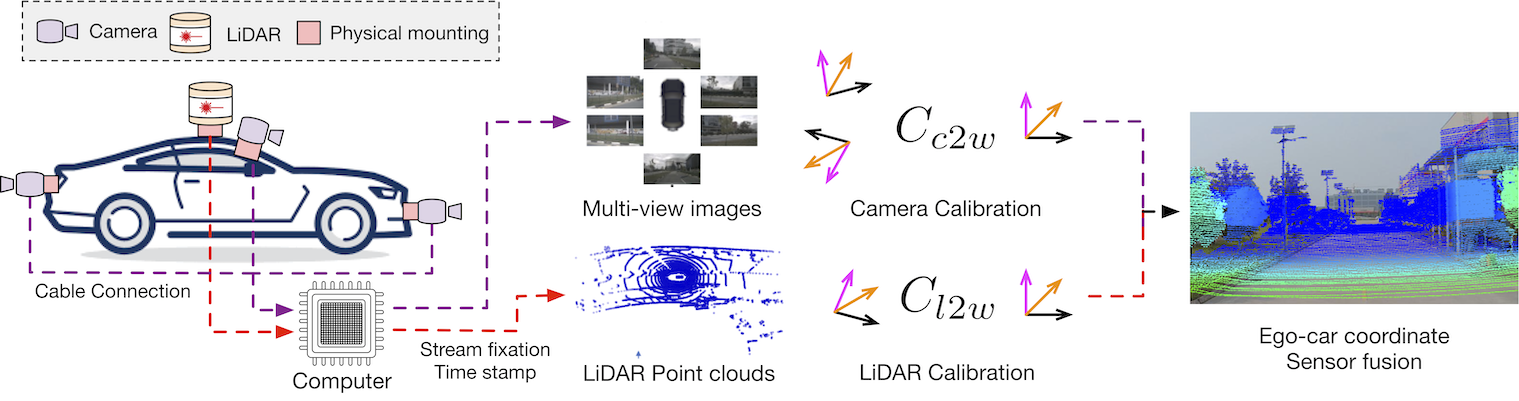 Camera
LiDAR
Physical mounting
Cable Connection
Computer
Stream fixation
Time stamp
Multi-view images
LiDAR Point clouds
C_{c2w}
Camera Calibration
C_{l2w}
LiDAR Calibration
Ego-car coordinate
Sensor fusion